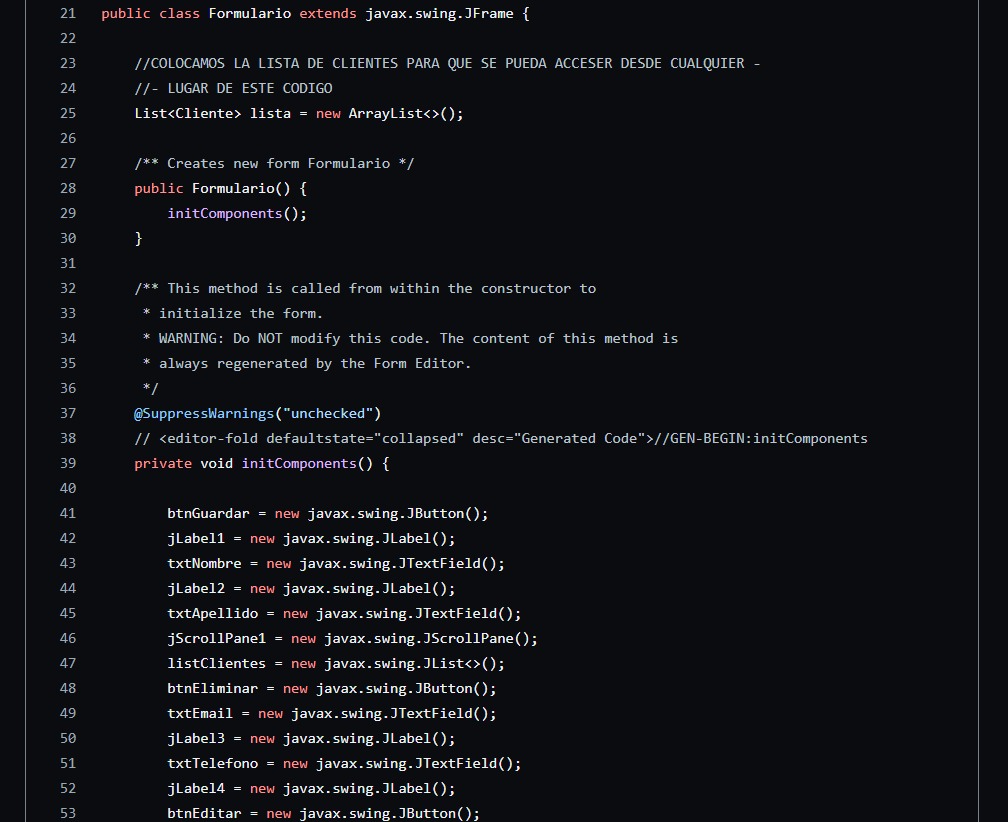 21 public class Formulario extends javax.swing.JFrame {
22
23 //COLOCAMOS LA LISTA DE CLIENTES PARA QUE SE PUEDA ACCESER DESDE CUALQUIER -
24 //- LUGAR DE ESTE CODIGO
25 List<Cliente> lista = new ArrayList<>();
26
27 /** Creates new form Formulario */
28 public Formulario() {
29 initComponents();
30 }
31
32 /** This method is called from within the constructor to
33 * initialize the form.
34 * WARNING: Do NOT modify this code. The content of this method is
35 * always regenerated by the Form Editor.
36 */
37 @SuppressWarnings("unchecked")
38 // <editor-fold defaultstate="collapsed" desc="Generated Code">//GEN-BEGIN:initComponents
39 private void initComponents() {
40
41 btnGuardar = new javax.swing.JButton();
42 jLabel1 = new javax.swing.JLabel();
43 txtNombre = new javax.swing.JTextField();
44 jLabel2 = new javax.swing.JLabel();
45 txtApellido = new javax.swing.JTextField();
46 jScrollPane1 = new javax.swing.JScrollPane();
47 listClientes = new javax.swing.JList<>();
48 btnEliminar = new javax.swing.JButton();
49 txtEmail = new javax.swing.JTextField();
50 jLabel3 = new javax.swing.JLabel();
51 txtTelefono = new javax.swing.JTextField();
52 jLabel4 = new javax.swing.JLabel();
53 btnEditar = new javax.swing.JButton();